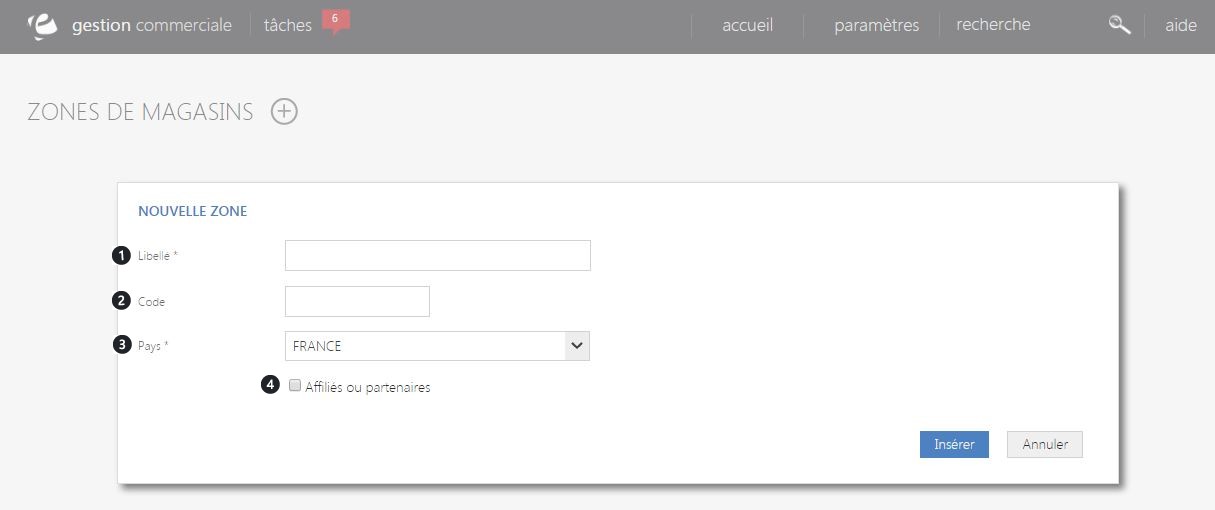 gestion commerciale tâches 6 accueil paramètres recherche aide
ZONES DE MAGASINS
NOUVELLE ZONE
1 Libelle *
2 Code
3 Pays * FRANCE
4 Affiliés ou partenaires
Insérer Annuler